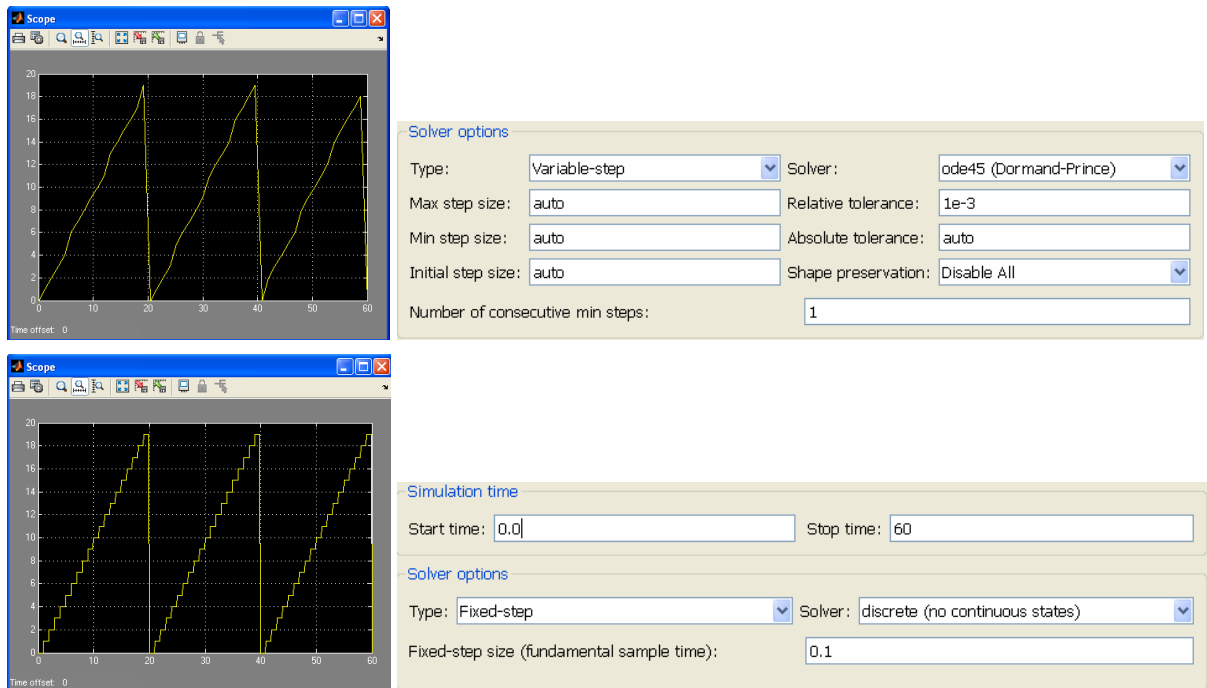 Scope
20
18
16
14
12
10
8
6
4
2
0
0 10 20 30 40 50 60
Time offset: 0
Solver options
Type: Variable-step Solver: ode45 (Dormand-Prince)
Max step size: auto Relative tolerance: 1e-3
Min step size: auto Absolute tolerance: auto
Initial step size: auto Shape preservation: Disable All
Number of consecutive min steps: 1
Scope
20
18
16
14
12
10
8
6
4
2
0
0 10 20 30 40 50 60
Time offset: 0
Simulation time
Start time: 0.0 Stop time: 60
Solver options
Type: Fixed-step Solver: discrete (no continuous states)
Fixed-step size (fundamental sample time): 0.1